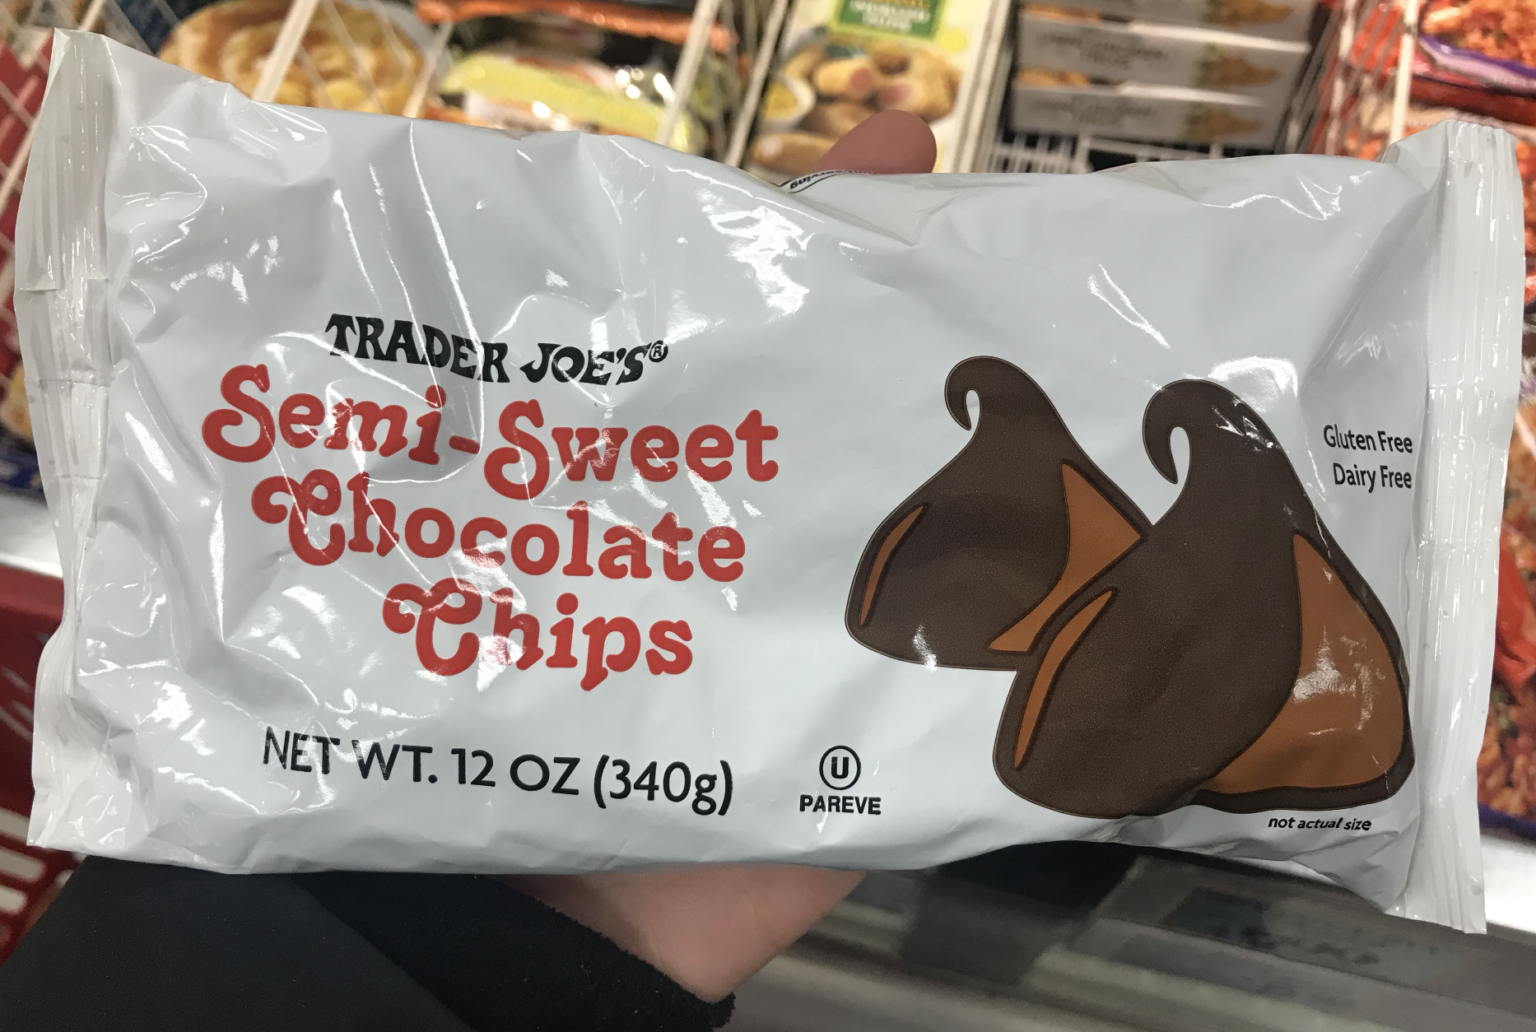 TRADER JOE'S®
Semi-Sweet
Chocolate
Chips
NET WT. 12 OZ (340g)
U
PAREVE
Gluten Free
Dairy Free
not actual size